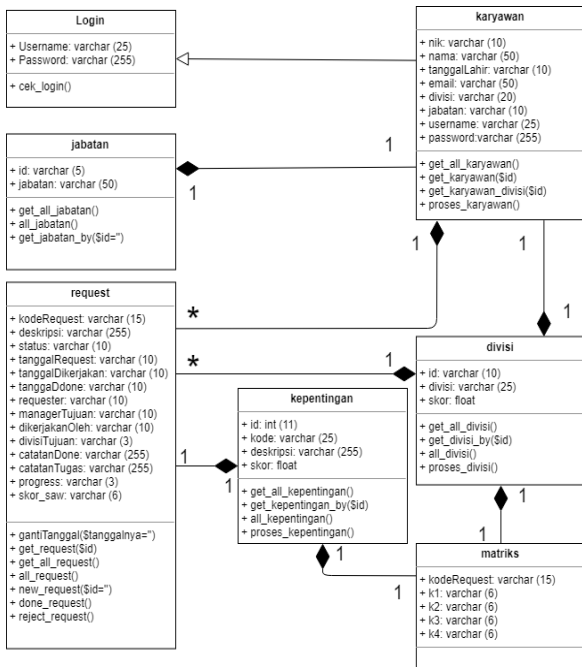 Login
+ Username: varchar (25)
+ Password: varchar (255)
+ cek_login()
karyawan
+ nik: varchar (10)
+ nama: varchar (50)
+ tanggalLahir: varchar (10)
+ email: varchar (50)
+ divisi: varchar (20)
+ jabatan: varchar (10)
+ username: varchar (25)
+ password:varchar (255)
+ get_all_karyawan()
+ get_karyawan($id)
+ get_karyawan_divisi($id)
+ proses_karyawan()
jabatan
+ id: varchar (5)
+ jabatan: varchar (50)
+ get_all_jabatan()
+ all_jabatan()
+ get_jabatan_by($id='')
1
1
1
1
request
+ kodeRequest: varchar (15)
+ deskripsi: varchar (255)
+ status: varchar (10)
+ tanggalRequest: varchar (10)
+ tanggalDikerjakan: varchar (10)
+ tanggaDdone: varchar (10)
+ requester: varchar (10)
+ managerTujuan: varchar (10)
+ dikerjakanOleh: varchar (10)
+ divisiTujuan: varchar (3)
+ catatanDone: varchar (255)
+ catatanTugas: varchar (255)
+ progress: varchar (3)
+ skor_saw: varchar (6)
+ gantiTanggal($tanggalnya='')
+ get_request($id)
+ get_all_request()
+ all_request()
+ new_request($id='')
+ done_request()
+ reject_request()
*
*
1
1
divisi
+ id: varchar (10)
+ divisi: varchar (25)
+ skor: float
+ get_all_divisi()
+ get_divisi_by($id)
+ all_divisi()
+ proses_divisi()
kepentingan
+ id: int (11)
+ kode: varchar (25)
+ deskripsi: varchar (255)
+ skor: float
+ get_all_kepentingan()
+ get_kepentingan_by($id)
+ all_kepentingan()
+ proses_kepentingan()
1
1
1
1
1
1
matriks
+ kodeRequest: varchar (15)
+ k1: varchar (6)
+ k2: varchar (6)
+ k3: varchar (6)
+ k4: varchar (6)